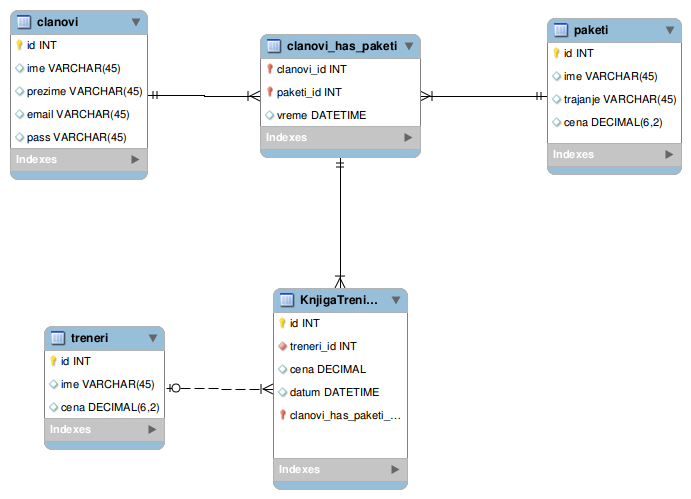 clanovi
id INT
ime VARCHAR(45)
prezime VARCHAR(45)
email VARCHAR(45)
pass VARCHAR(45)
Indexes
clanovi_has_paketi
clanovi_id INT
paketi_id INT
vreme DATETIME
Indexes
paketi
id INT
ime VARCHAR(45)
trajanje VARCHAR(45)
cena DECIMAL(6,2)
Indexes
treneri
id INT
ime VARCHAR(45)
cena DECIMAL(6,2)
Indexes
KnjigaTreni...
id INT
treneri_id INT
cena DECIMAL
datum DATETIME
clanovi_has_paketi_...
Indexes